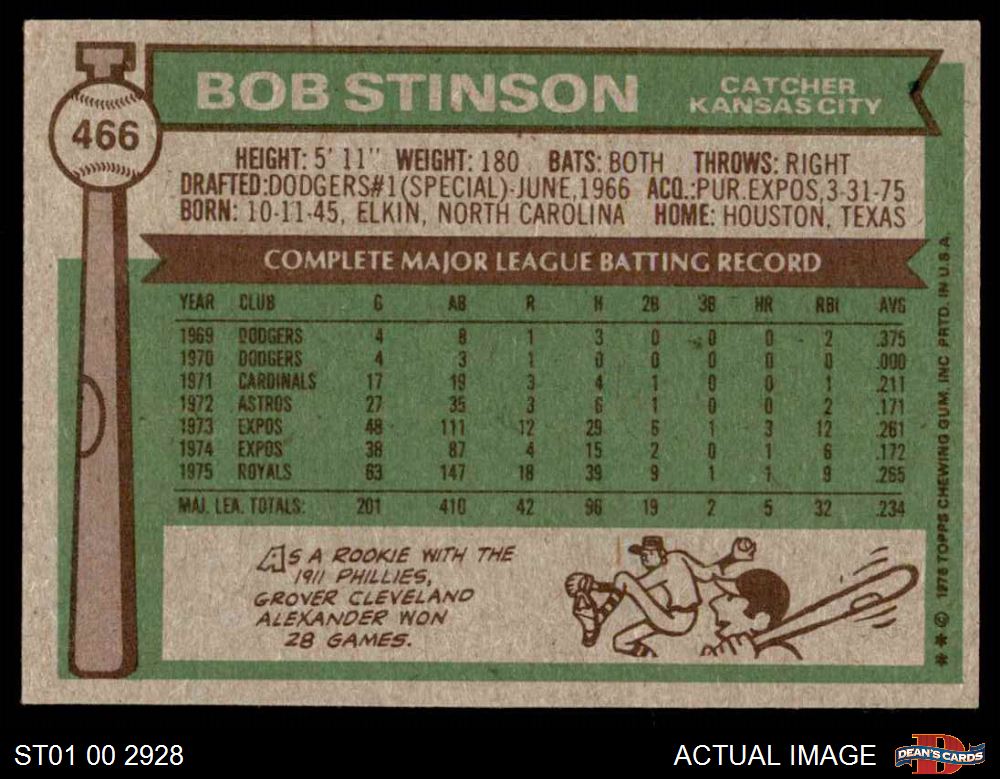 466
BOB STINSON
CATCHER
KANSAS CITY
HEIGHT: 5' 11" WEIGHT: 180 BATS: BOTH THROWS: RIGHT
DRAFTED:DODGERS#1(SPECIAL)-JUNE,1966 ACQ.:PUR.EXPOS,3-31-75
BORN: 10-11-45, ELKIN, NORTH CAROLINA HOME: HOUSTON, TEXAS
COMPLETE MAJOR LEAGUE BATTING RECORD
YEAR CLUB G AB R H 2B 3B HR RBI AVG
1969 DODGERS 4 8 1 3 0 0 0 2 .375
1970 DODGERS 4 3 1 0 0 0 0 0 .000
1971 CARDINALS 17 19 3 4 1 0 0 1 .211
1972 ASTROS 27 35 3 6 1 0 0 2 .171
1973 EXPOS 48 111 12 29 6 1 3 12 .261
1974 EXPOS 38 87 4 15 2 0 1 6 .172
1975 ROYALS 63 147 18 39 9 1 1 9 .265
MAJ. LEA. TOTALS: 201 410 42 96 19 2 5 32 .234
AS A ROOKIE WITH THE
1911 PHILLIES,
GROVER CLEVELAND
ALEXANDER WON
28 GAMES.
* * © 1976 TOPPS CHEWING GUM, INC. PRTD. IN U.S.A.
ST01 00 2928
ACTUAL IMAGE
DEAN'S CARDS